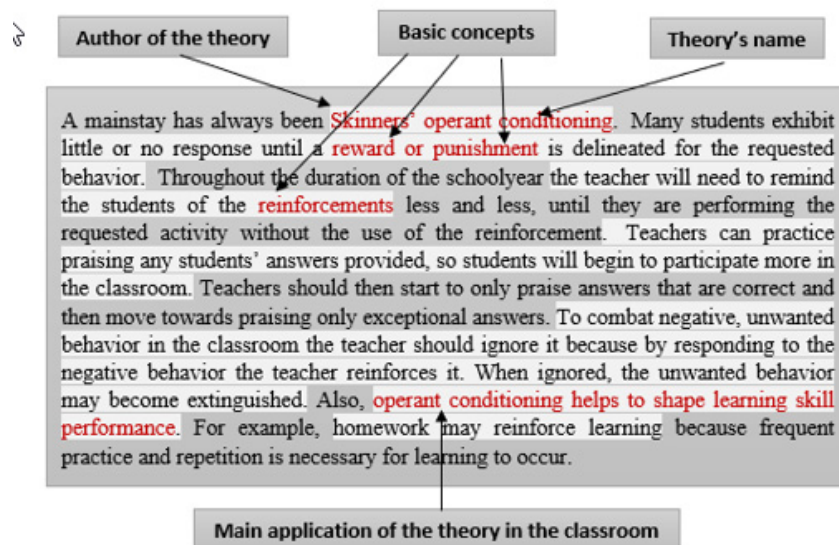 Author of the theory
Basic concepts
Theory's name
A mainstay has always been Skinners' operant conditioning. Many students exhibit
little or no response until a reward or punishment is delineated for the requested
behavior. Throughout the duration of the schoolyear the teacher will need to remind
the students of the reinforcements less and less, until they are performing the
requested activity without the use of the reinforcement. Teachers can practice
praising any students' answers provided, so students will begin to participate more in
the classroom. Teachers should then start to only praise answers that are correct and
then move towards praising only exceptional answers. To combat negative, unwanted
behavior in the classroom the teacher should ignore it because by responding to the
negative behavior the teacher reinforces it. When ignored, the unwanted behavior
may become extinguished. Also, operant conditioning helps to shape learning skill
performance. For example, homework may reinforce learning because frequent
practice and repetition is necessary for learning to occur.
Main application of the theory in the classroom